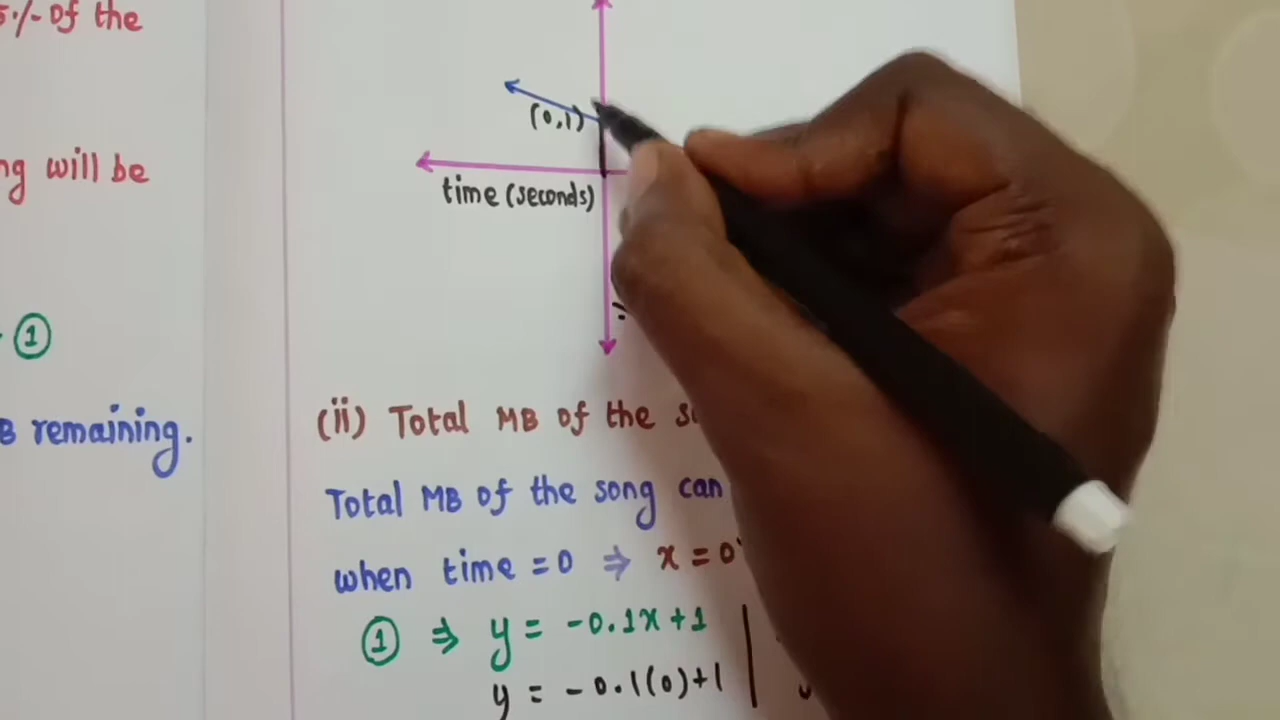 of the
(0,1)
will be
time (seconds)
1
remaining.
(ii) Total MB of the
Total MB of the song can
when time = 0 ⇒ x = 0
① ⇒ y = -0.1x + 1
y = -0.1(0)+1